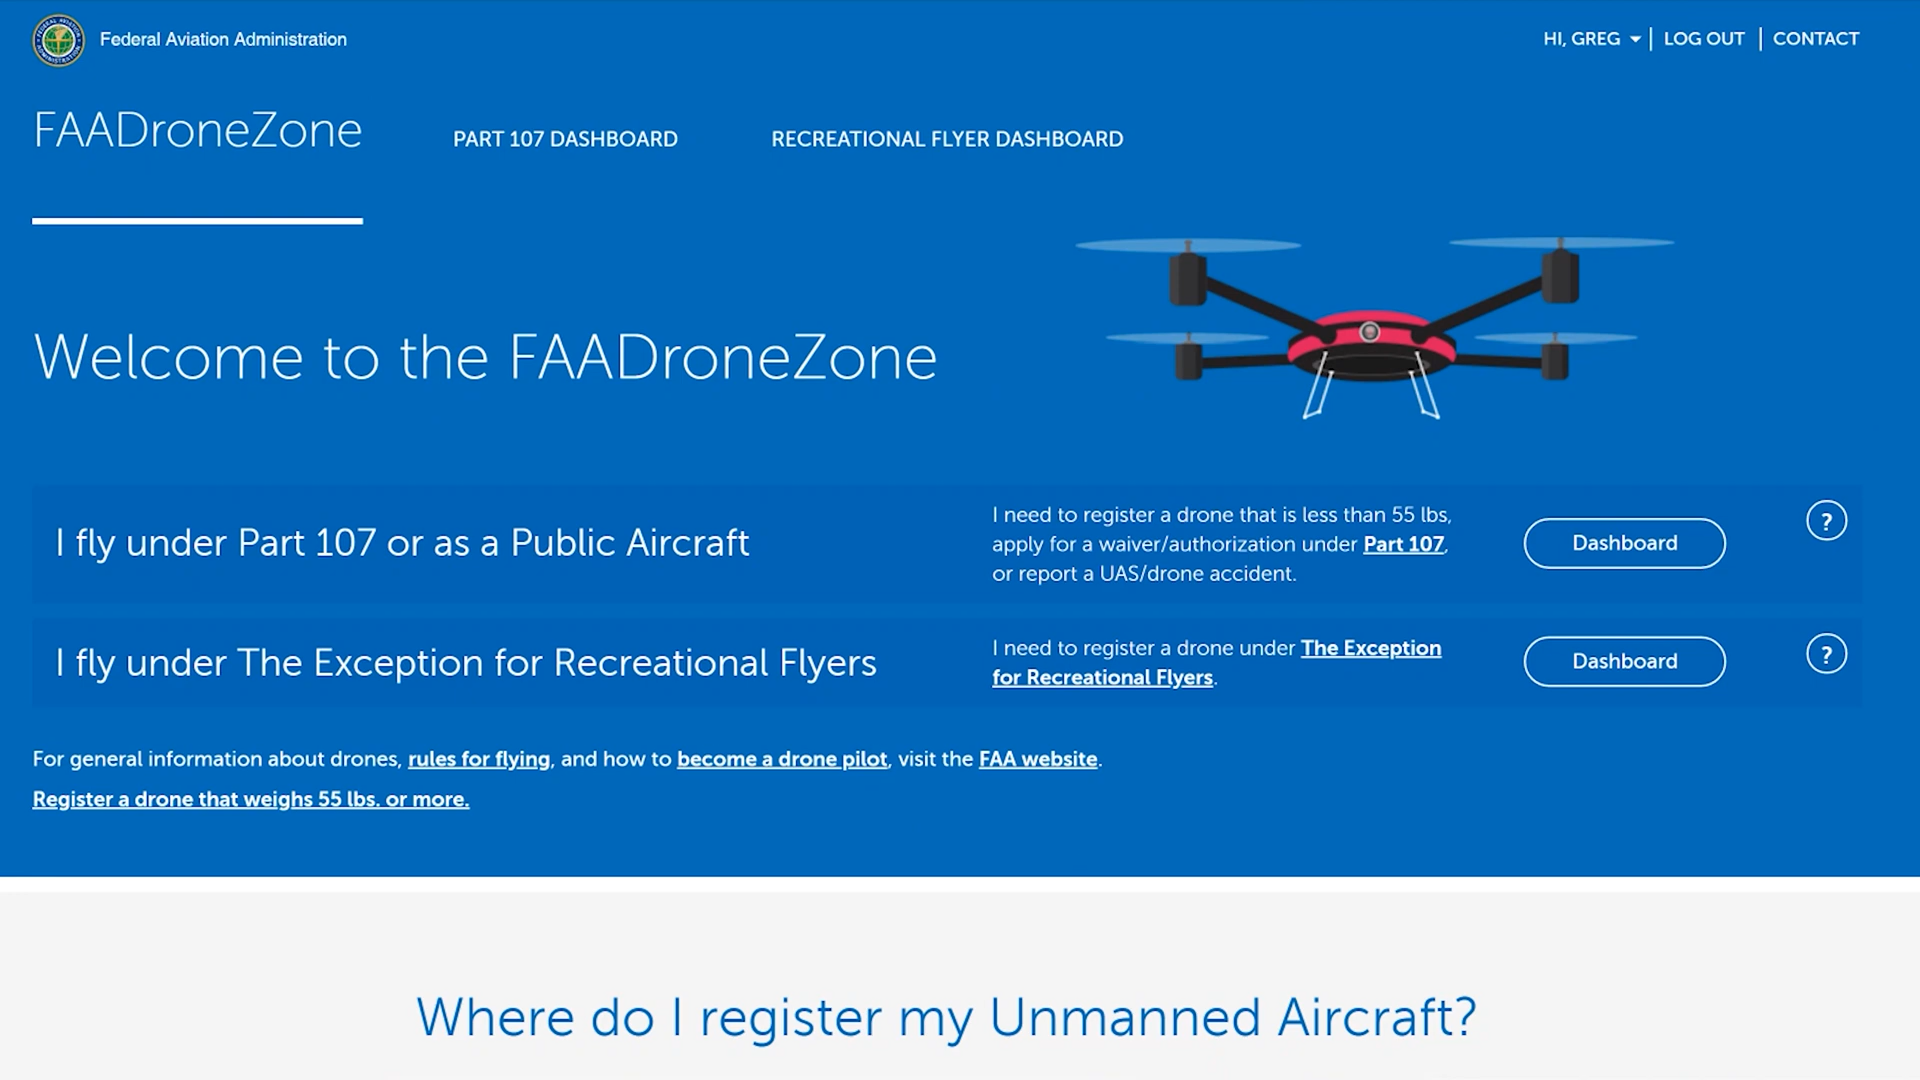 Federal Aviation Administration
HI, GREG
LOG OUT
CONTACT
FAADroneZone
PART 107 DASHBOARD
RECREATIONAL FLYER DASHBOARD
Welcome to the FAADroneZone
I fly under Part 107 or as a Public Aircraft
I need to register a drone that is less than 55 lbs,
apply for a waiver/authorization under Part 107,
or report a UAS/drone accident.
Dashboard
?
I fly under The Exception for Recreational Flyers
I need to register a drone under The Exception
for Recreational Flyers.
Dashboard
?
For general information about drones, rules for flying, and how to become a drone pilot, visit the FAA website.
Register a drone that weighs 55 lbs. or more.
Where do I register my Unmanned Aircraft?